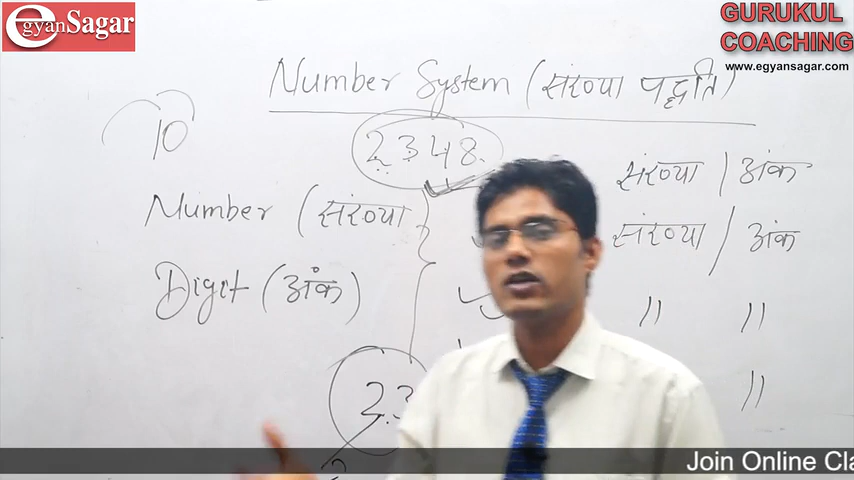 egyanSagar
GURUKUL
COACHING
www.egyansagar.com
Number System (संख्या पद्धति)
10
2348
संख्या / अंक
Number (संख्या
संख्या / अंक
Digit (अंक)
〃 〃
23
〃
Join Online Cla